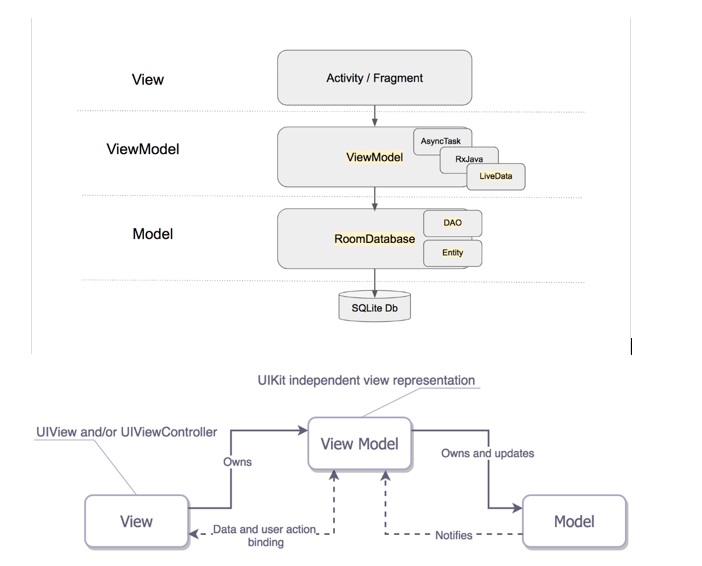 View
Activity / Fragment
ViewModel
ViewModel
AsyncTask
RxJava
LiveData
Model
RoomDatabase
DAO
Entity
SQLite Db
UIKit independent view representation
UIView and/or UIViewController
View Model
Owns
Owns and updates
View
Data and user action
binding
Notifies
Model